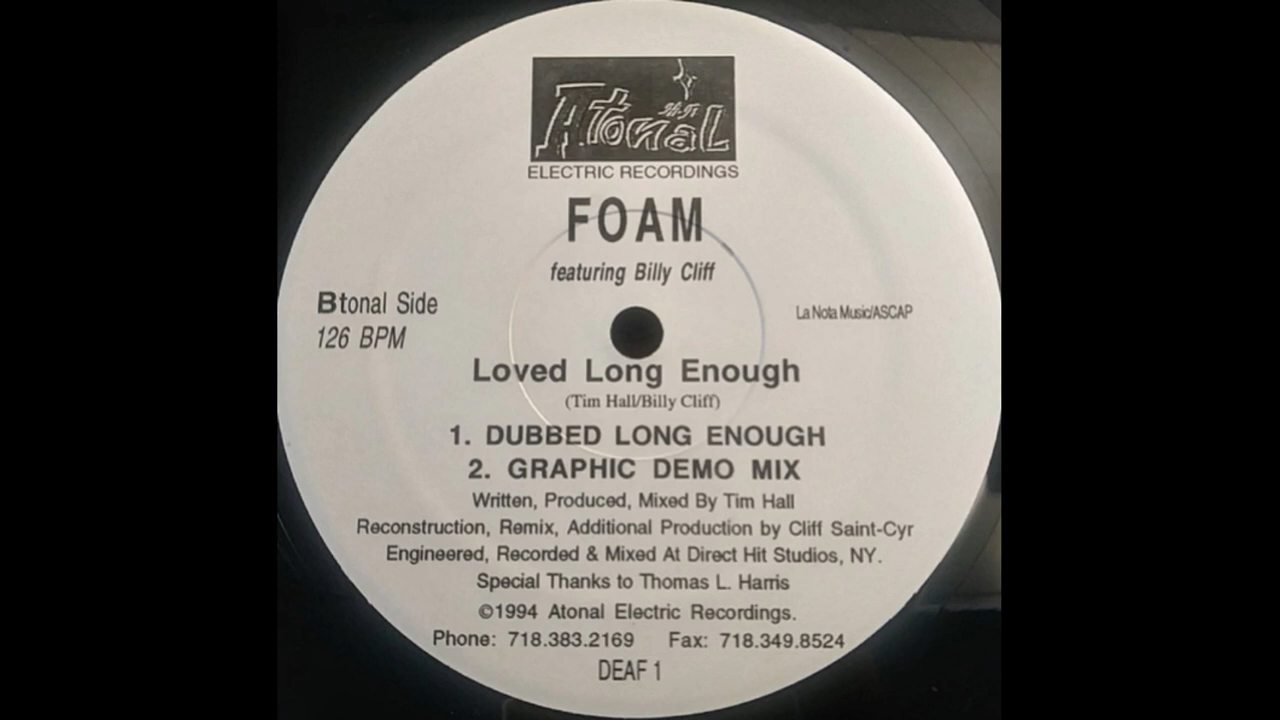 Atonal
Hi-Fi
ELECTRIC RECORDINGS
FOAM
featuring Billy Cliff
Btonal Side
126 BPM
La Nota Music/ASCAP
Loved Long Enough
(Tim Hall/Billy Cliff)
1. DUBBED LONG ENOUGH
2. GRAPHIC DEMO MIX
Written, Produced, Mixed By Tim Hall
Reconstruction, Remix, Additional Production by Cliff Saint-Cyr
Engineered, Recorded & Mixed At Direct Hit Studios, NY.
Special Thanks to Thomas L. Harris
©1994 Atonal Electric Recordings.
Phone: 718.383.2169 Fax: 718.349.8524
DEAF 1